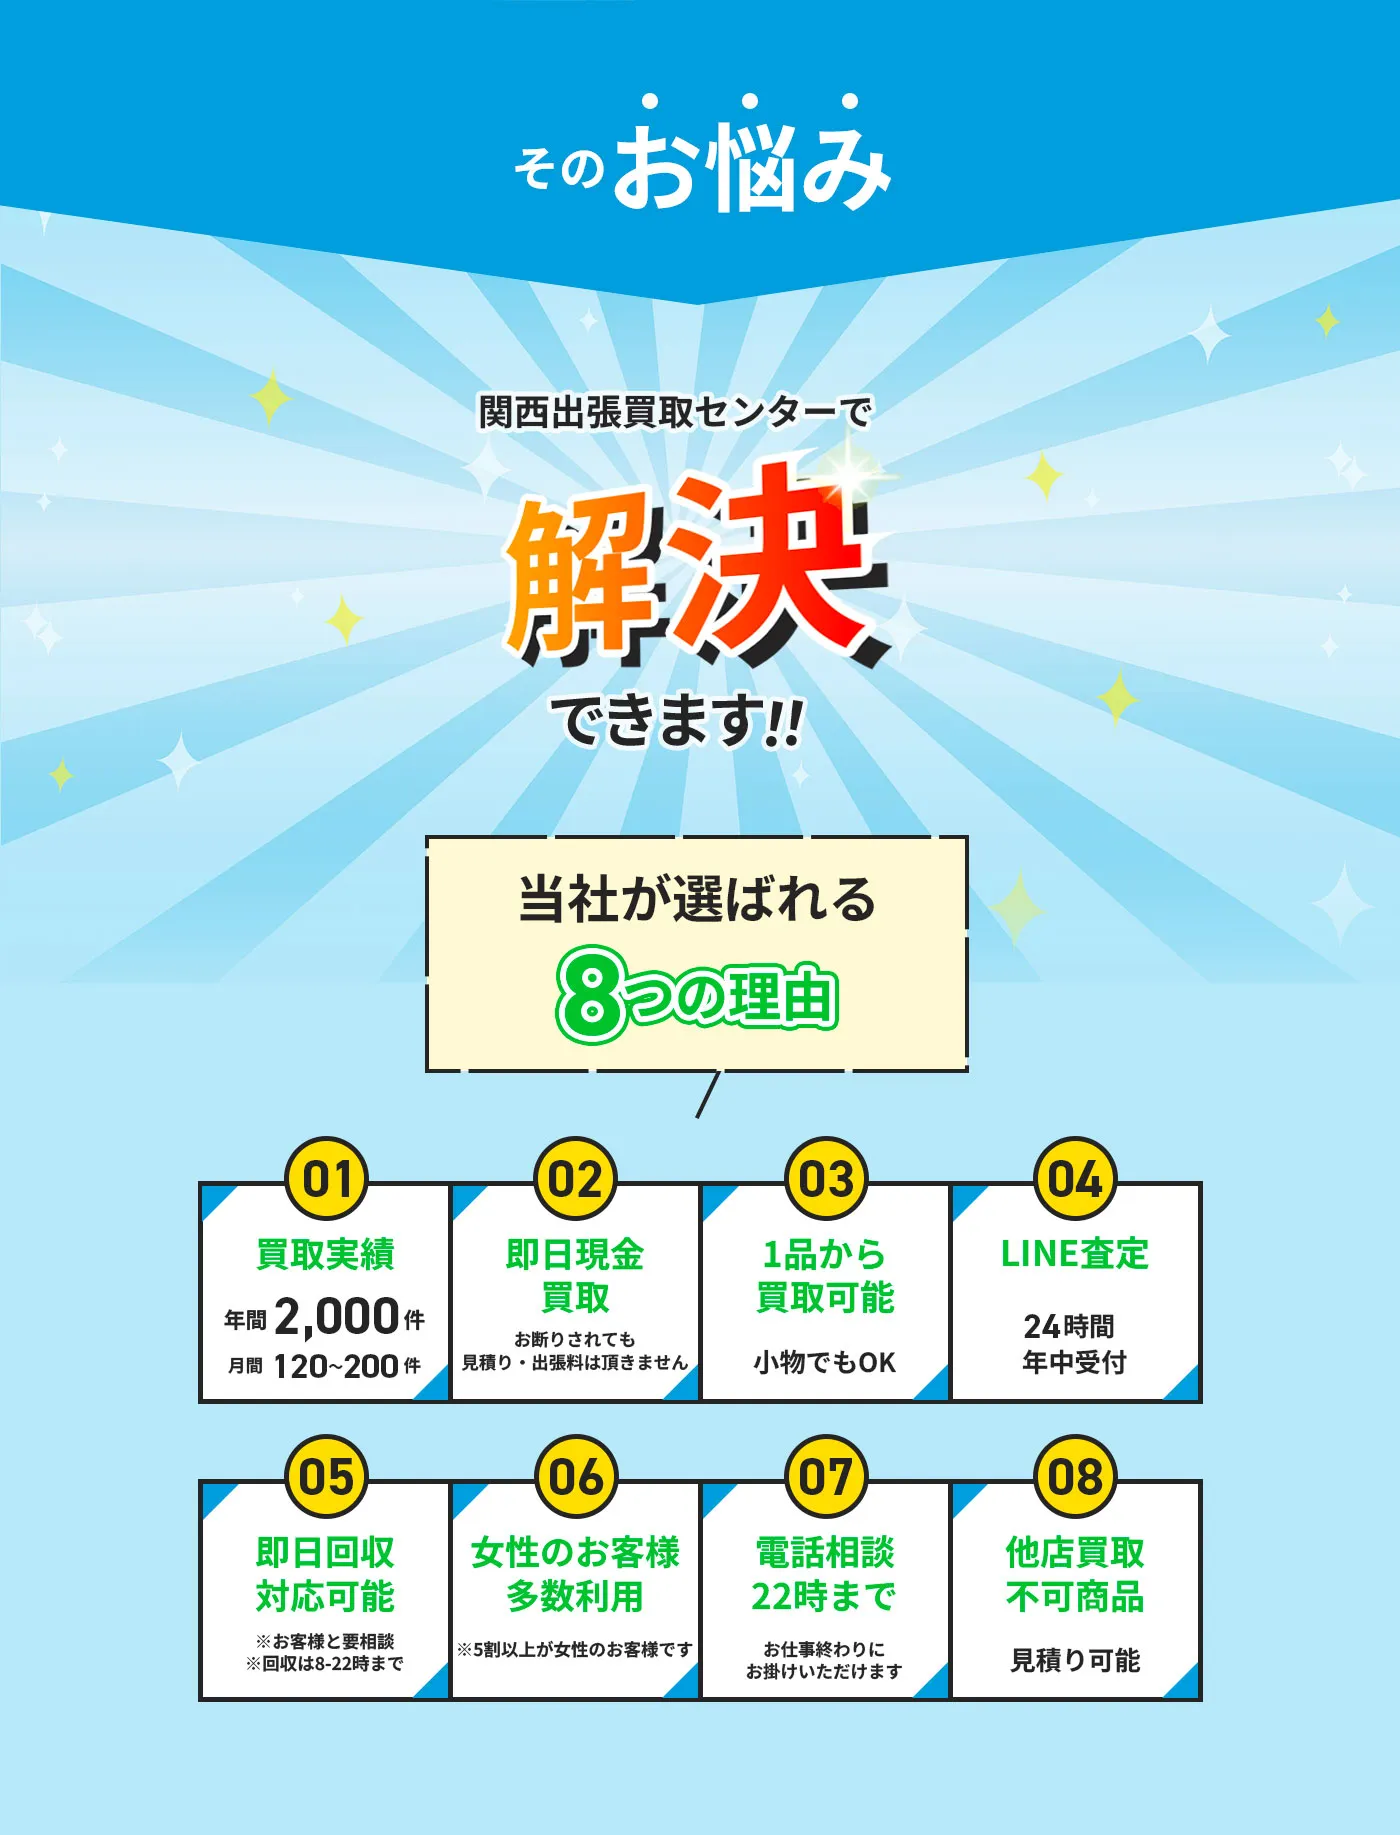 そのお悩み
関西出張買取センターで
解決
できます!!
当社が選ばれる
8つの理由
01
買取実績
年間2,000件
月間120~200件
02
即日現金
買取
お断りされても
見積り・出張料は頂きません
03
1品から
買取可能
小物でもOK
04
LINE査定
24時間
年中受付
05
即日回収
対応可能
※お客様と要相談
※回収は8-22時まで
06
女性のお客様
多数利用
※5割以上が女性のお客様です
07
電話相談
22時まで
お仕事終わりに
お掛けいただけます
08
他店買取
不可商品
見積り可能